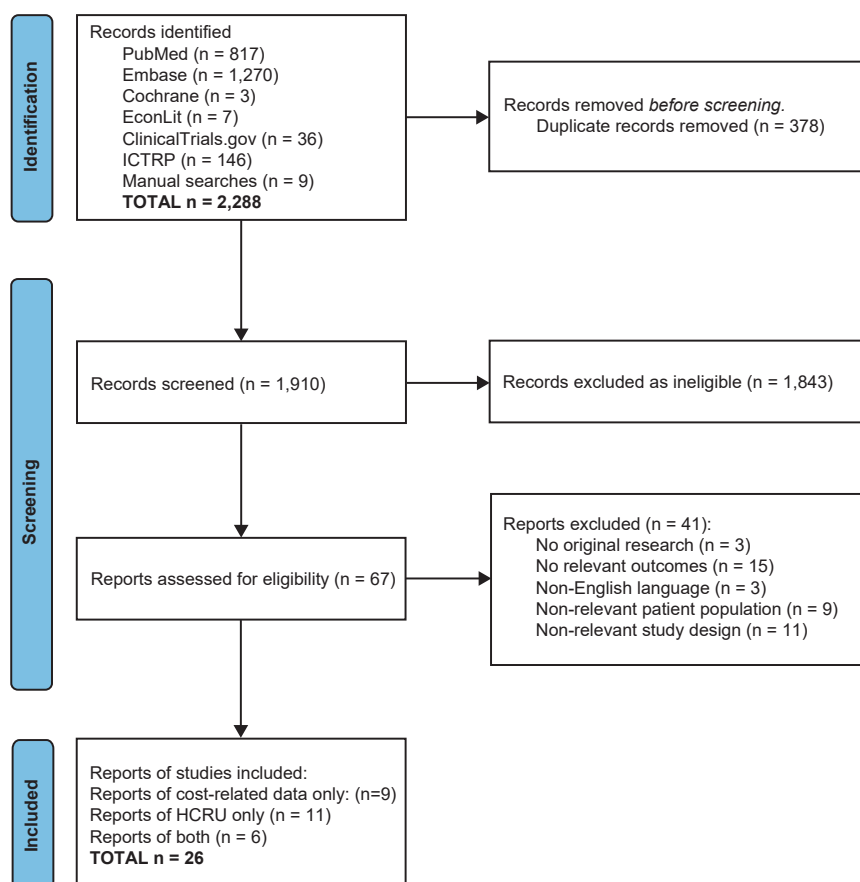 Identification
Records identified
PubMed (n = 817)
Embase (n = 1,270)
Cochrane (n = 3)
EconLit (n = 7)
ClinicalTrials.gov (n = 36)
ICTRP (n = 146)
Manual searches (n = 9)
TOTAL n = 2,288
Records removed before screening.
Duplicate records removed (n = 378)
Screening
Records screened (n = 1,910)
Records excluded as ineligible (n = 1,843)
Reports assessed for eligibility (n = 67)
Reports excluded (n = 41):
No original research (n = 3)
No relevant outcomes (n = 15)
Non-English language (n = 3)
Non-relevant patient population (n = 9)
Non-relevant study design (n = 11)
Included
Reports of studies included:
Reports of cost-related data only: (n=9)
Reports of HCRU only (n = 11)
Reports of both (n = 6)
TOTAL n = 26